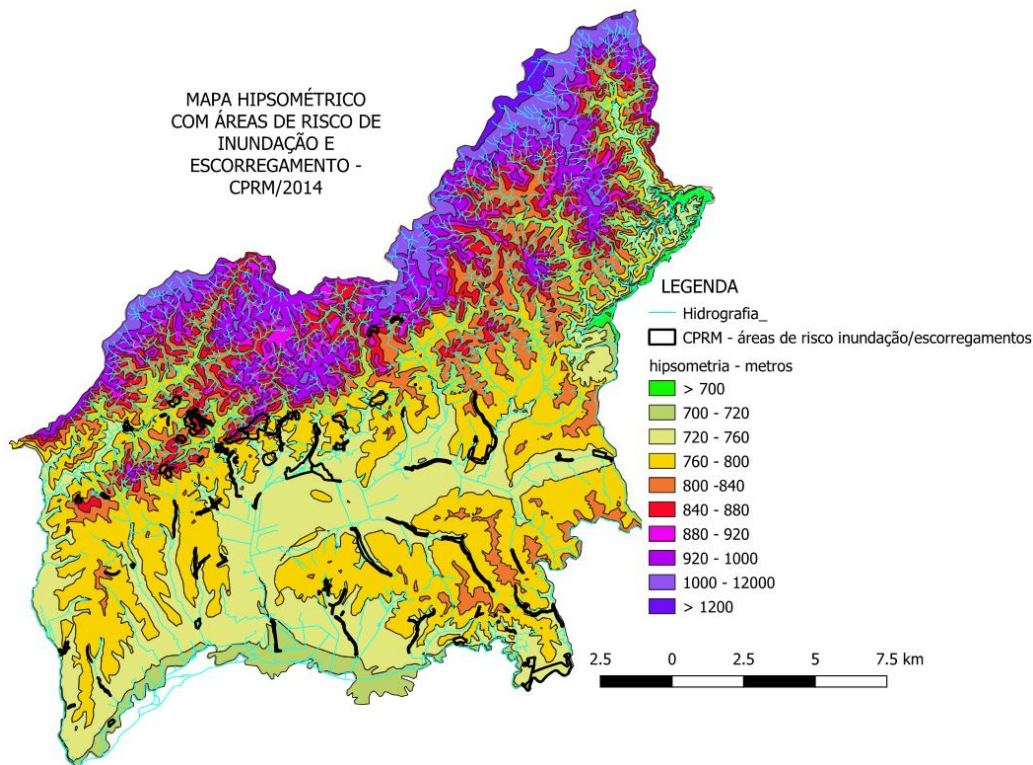 MAPA HIPSOMÉTRICO
COM ÁREAS DE RISCO DE
INUNDAÇÃO E
ESCORREGAMENTO -
CPRM/2014
LEGENDA
Hidrografia_
CPRM - áreas de risco inundação/escorregamentos
hipsometria - metros
> 700
700 - 720
720 - 760
760 - 800
800 -840
840 - 880
880 - 920
920 - 1000
1000 - 12000
> 1200
2.5 0 2.5 5 7.5 km